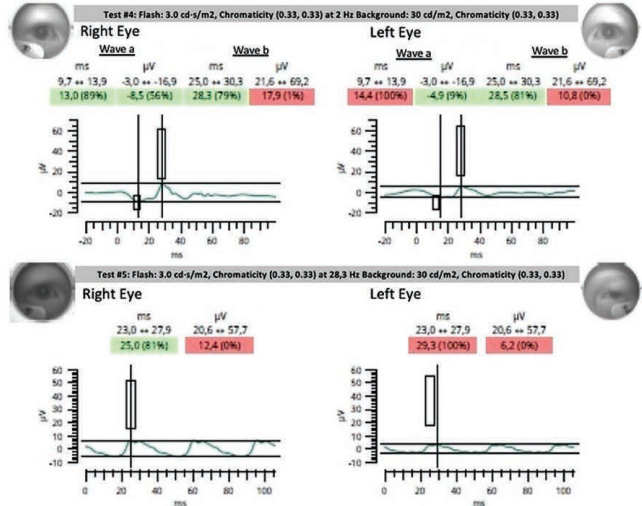 Test #4: Flash: 3.0 cd·s/m2, Chromaticity (0.33, 0.33) at 2 Hz Background: 30 cd/m2, Chromaticity (0.33, 0.33)
Right Eye
Left Eye
Wave a Wave b Wave a Wave b
ms µV ms µV ms µV ms µV
9,7 ↔ 13,9 -3,0 ↔ -16,9 25,0 ↔ 30,3 21,6 ↔ 69,2 9,7 ↔ 13,9 -3,0 ↔ -16,9 25,0 ↔ 30,3 21,6 ↔ 69,2
13,0 (89%) -8,5 (56%) 28,3 (79%) 17,9 (1%) 14,4 (100%) -4,9 (9%) 28,5 (81%) 10,8 (0%)
µV
60
40
20
0
-20
-20 0 20 40 60 80
ms
µV
60
40
20
0
-20
-20 0 20 40 60 80
ms
Test #5: Flash: 3.0 cd-s/m2, Chromaticity (0.33, 0.33) at 28,3 Hz Background: 30 cd/m2, Chromaticity (0.33, 0.33)
Right Eye
Left Eye
ms µV ms µV
23,0 ↔ 27,9 20,6 ↔ 57,7 23,0 ↔ 27,9 20,6 ↔ 57,7
25,0 (81%) 12,4 (0%) 29,3 (100%) 6,2 (0%)
µV
60
50
40
30
20
10
0
-10
0 20 40 60 80 100
ms
µV
60
50
40
30
20
10
0
-10
0 20 40 60 80 100
ms